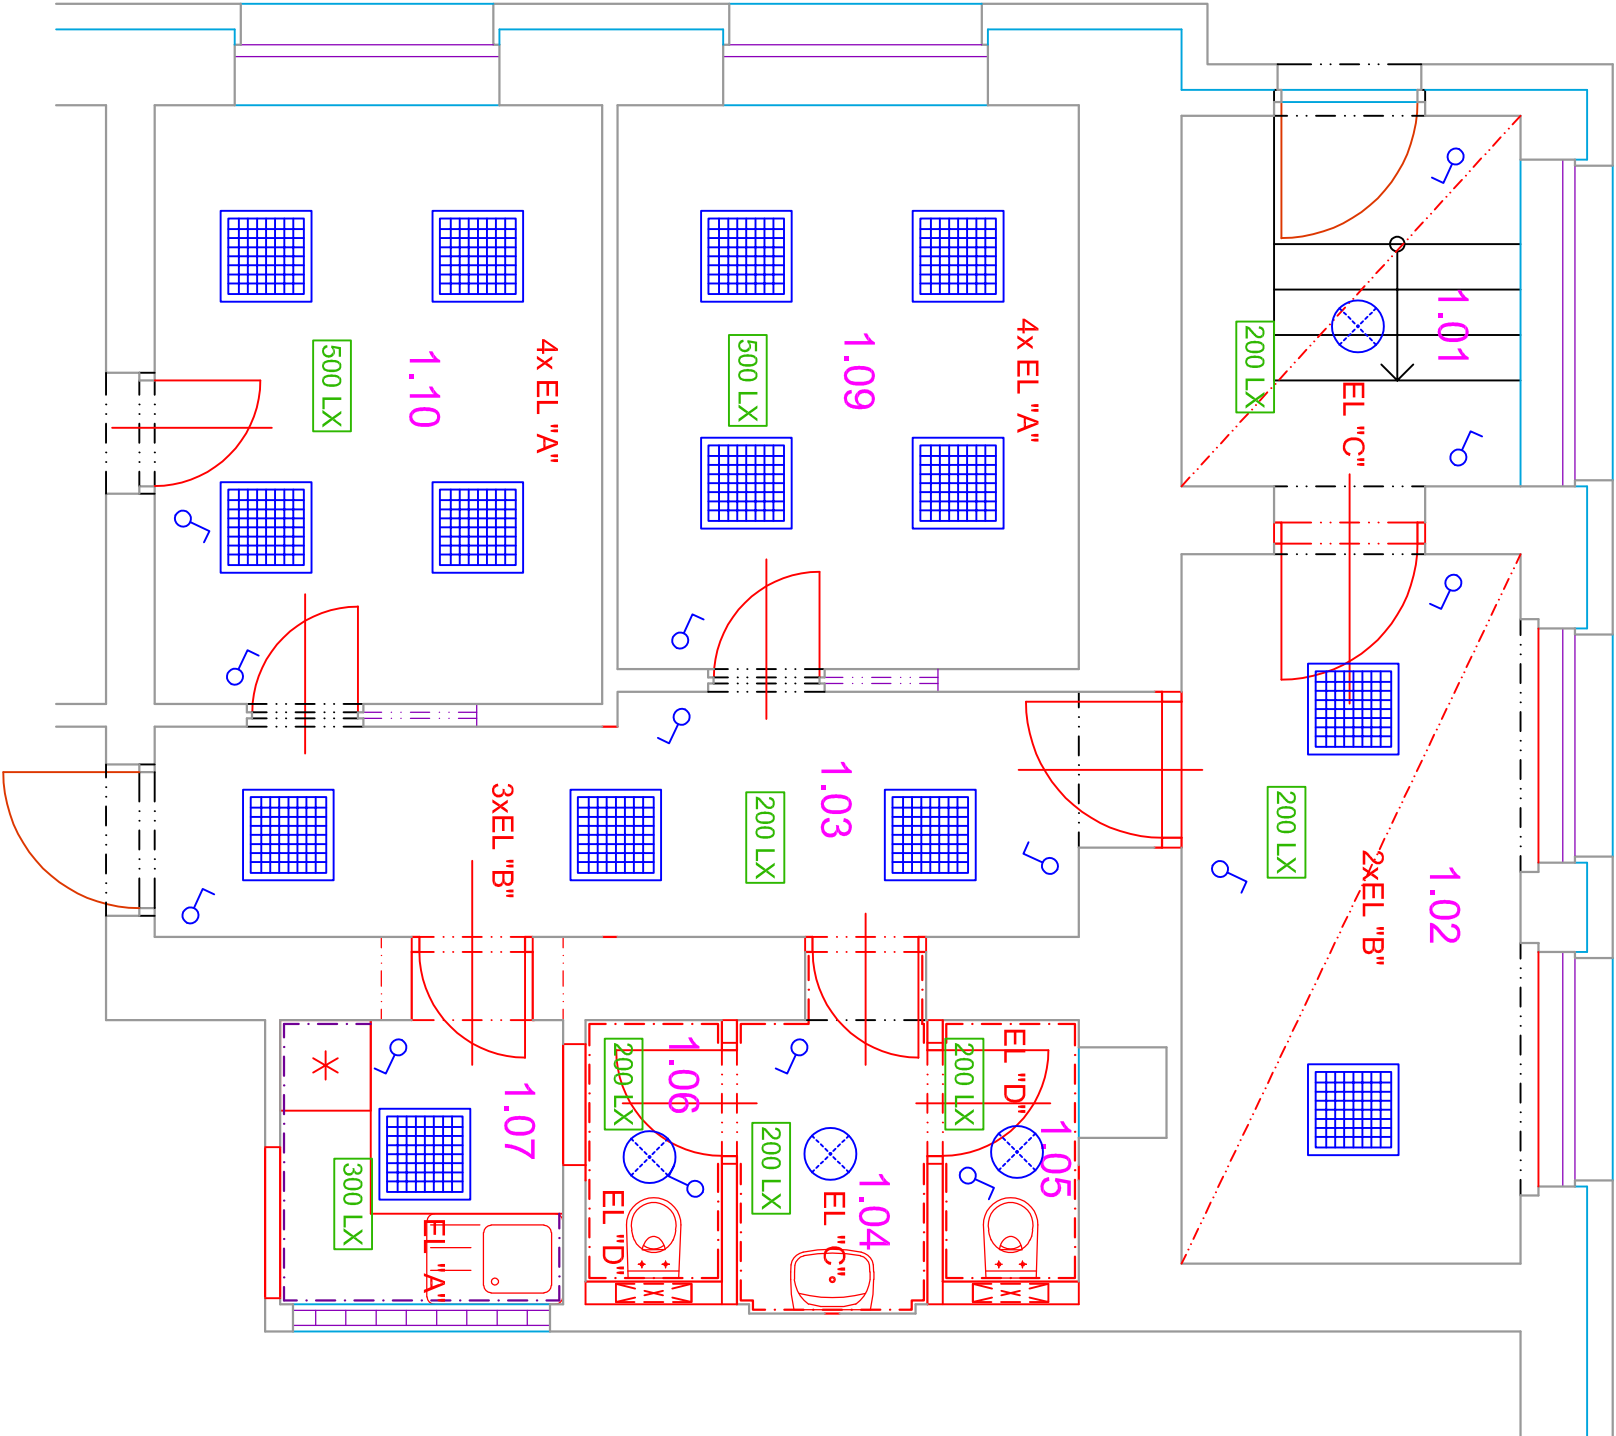 1.01
200 LX
EL "C"
4x EL "A"
1.09
500 LX
4x EL "A"
1.10
500 LX
1.02
2xEL "B"
200 LX
1.03
200 LX
3xEL "B"
1.05
EL "D"
200 LX
1.04
EL "C"
200 LX
1.06
200 LX
EL "D"
1.07
EL "A"
300 LX